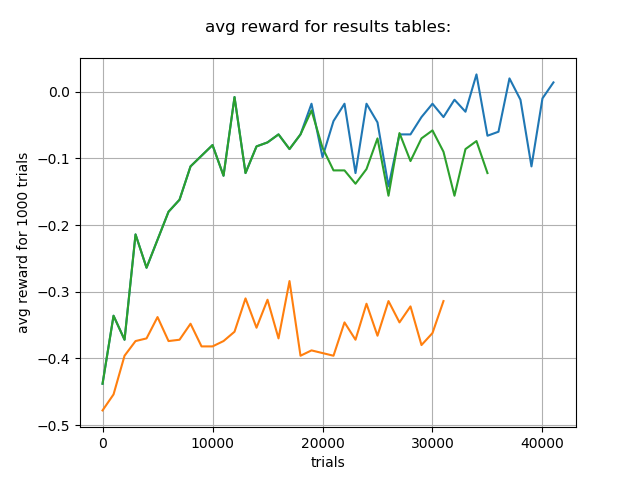 avg reward for results tables:
avg reward for 1000 trials
0.0
−0.1
−0.2
−0.3
−0.4
−0.5
0 10000 20000 30000 40000
trials